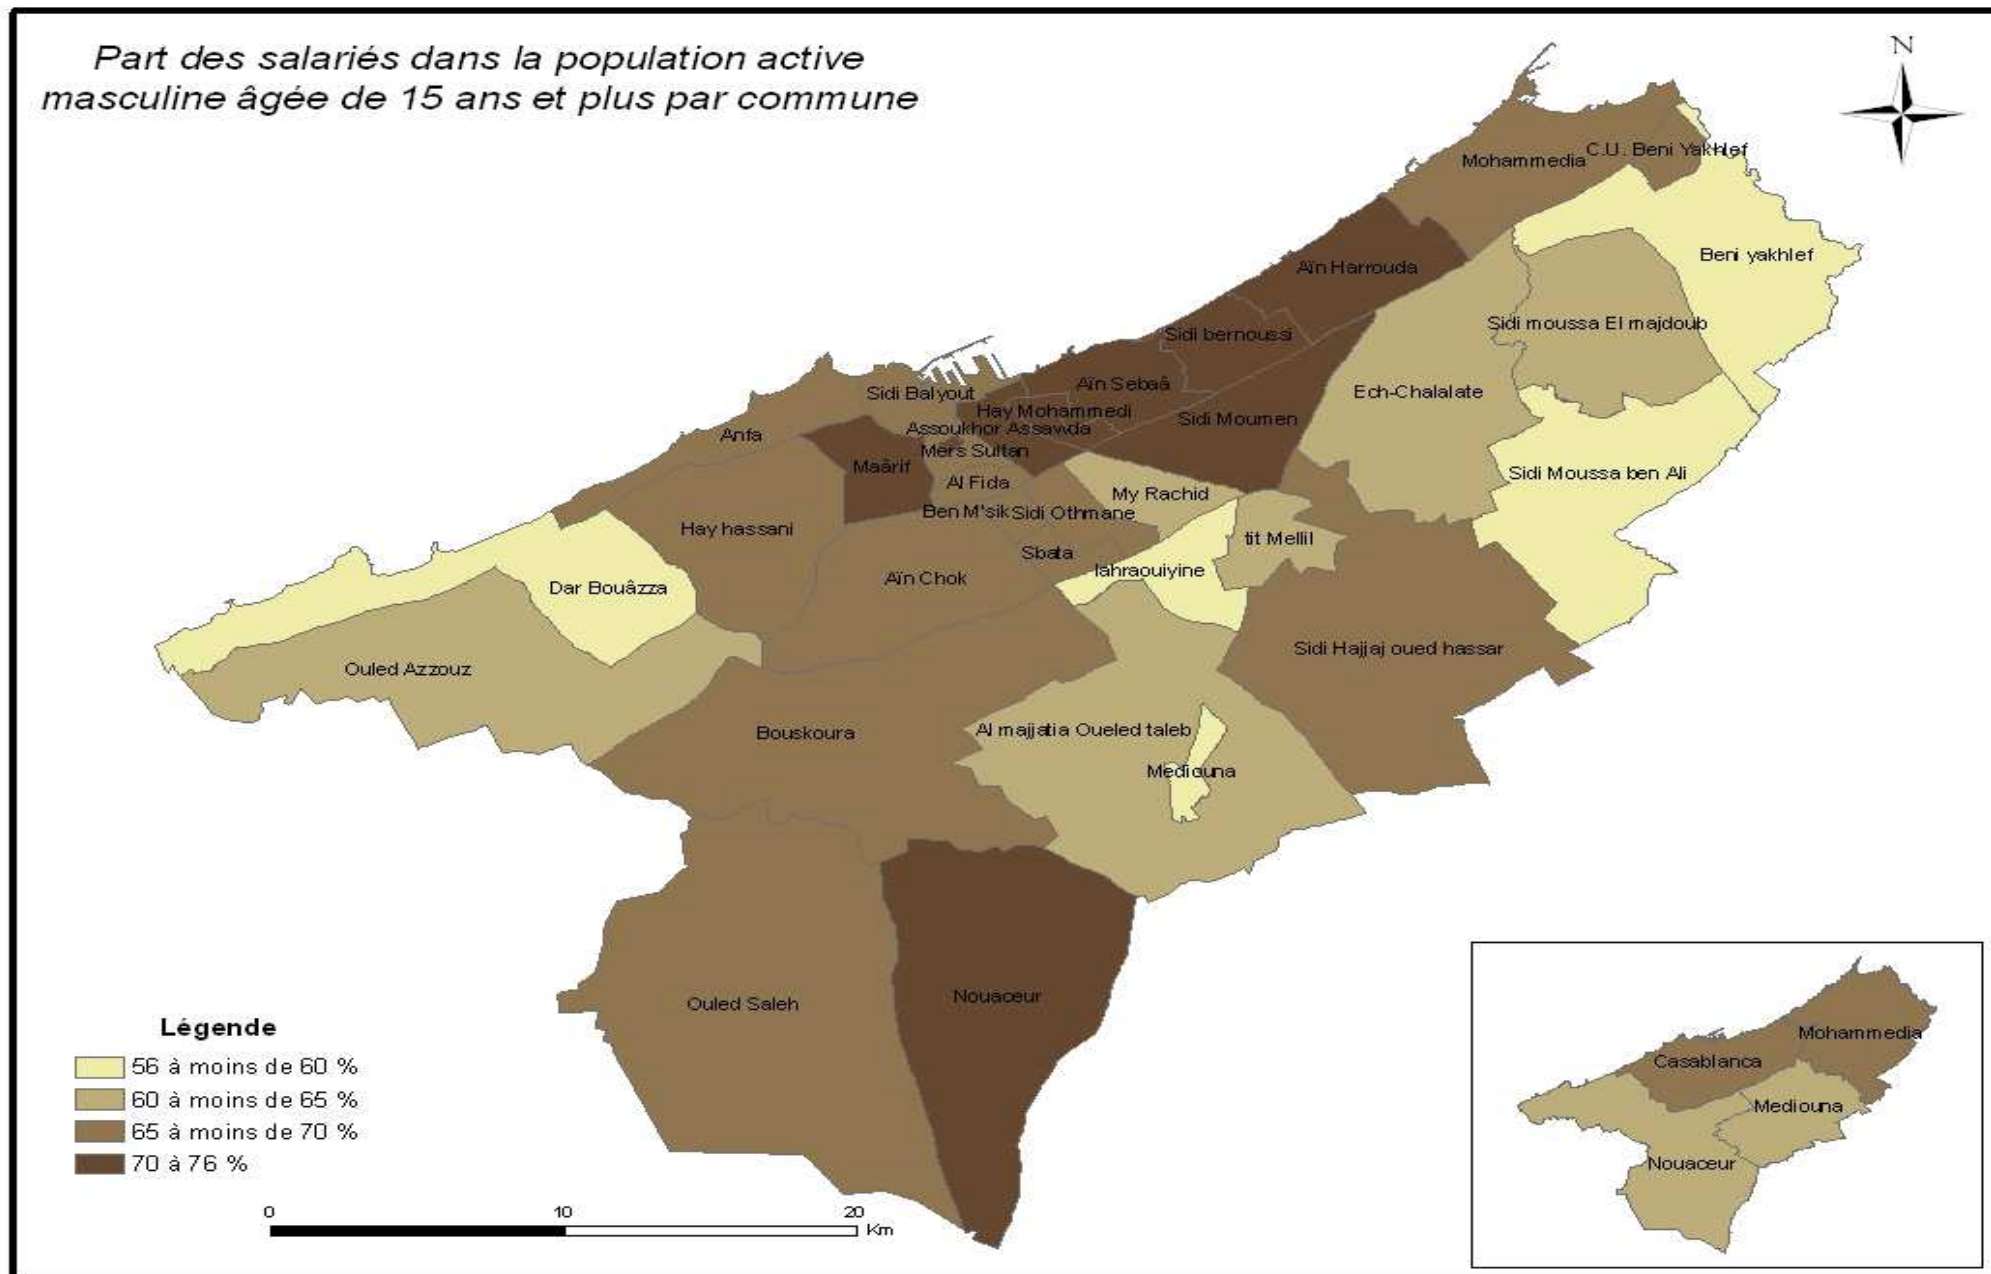 Part des salariés dans la population active
masculine âgée de 15 ans et plus par commune
N
Mohammedia
C.U. Beni Yakhlef
Beni yakhlef
Aïn Harrouda
Sidi moussa El majdoub
Sidi bernoussi
Aïn Sebaâ
Ech-Chalalate
Sidi Balyout
Hay Mohammedi
Sidi Moumen
Assoukhor Assawda
Anfa
Mers Sultan
Maârif
Sidi Moussa ben Ali
Al Fida
My Rachid
Ben M'sik
Sidi Othmane
Hay hassani
tit Mellil
Sbata
lahraouiyine
Aïn Chok
Dar Bouâzza
Sidi Hajjaj oued hassar
Ouled Azzouz
Bouskoura
Al majjatia Oueled taleb
Mediouna
Ouled Saleh
Nouaceur
Légende
56 à moins de 60 %
60 à moins de 65 %
65 à moins de 70 %
70 à 76 %
0 10 20
Km
Mohammedia
Casablanca
Mediouna
Nouaceur